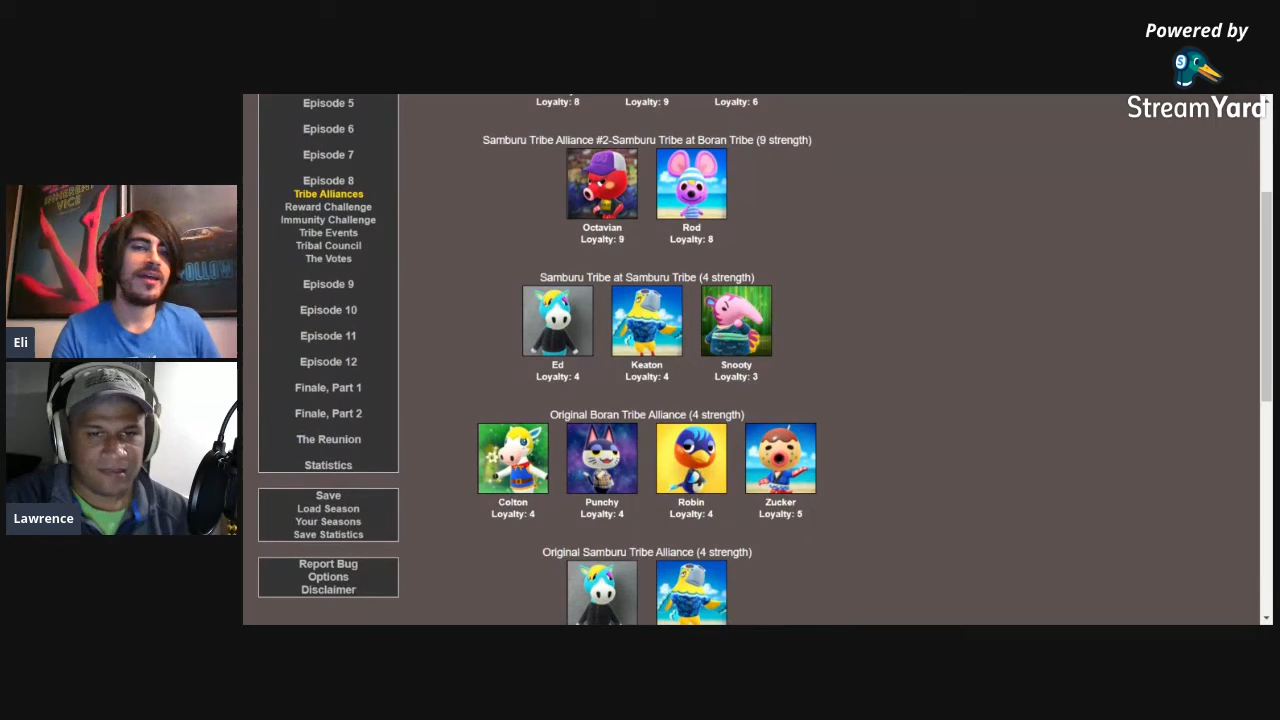 Powered by
StreamYard
Episode 5
Episode 6
Episode 7
Episode 8
Tribe Alliances
Reward Challenge
Immunity Challenge
Tribe Events
Tribal Council
The Votes
Episode 9
Episode 10
Episode 11
Episode 12
Finale, Part 1
Finale, Part 2
The Reunion
Statistics
Save
Load Season
Your Seasons
Save Statistics
Report Bug
Options
Disclaimer
Loyalty: 8
Loyalty: 9
Loyalty: 6
Samburu Tribe Alliance #2-Samburu Tribe at Boran Tribe (9 strength)
Octavian
Loyalty: 9
Rod
Loyalty: 8
Samburu Tribe at Samburu Tribe (4 strength)
Ed
Loyalty: 4
Keaton
Loyalty: 4
Snooty
Loyalty: 3
Original Boran Tribe Alliance (4 strength)
Colton
Loyalty: 4
Punchy
Loyalty: 4
Robin
Loyalty: 4
Zucker
Loyalty: 5
Original Samburu Tribe Alliance (4 strength)
INHERENT
VICE
Eli
Lawrence